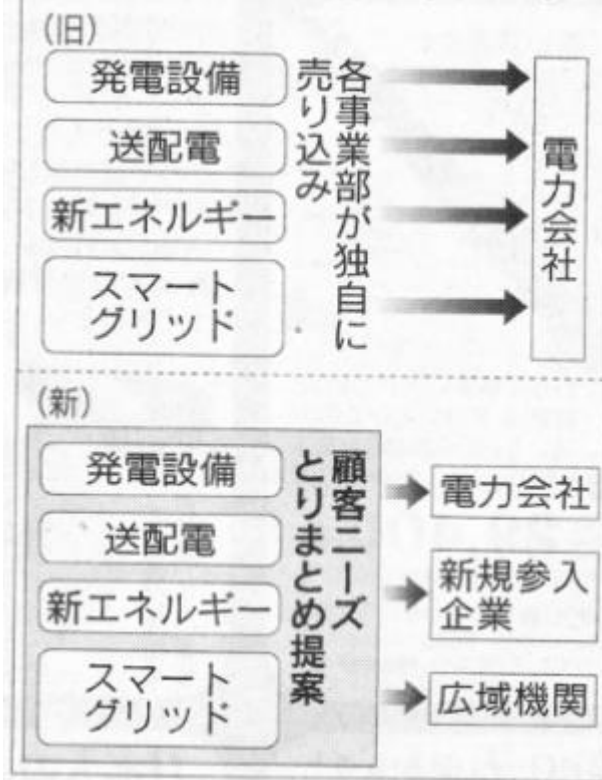 (旧)
発電設備
送配電
新エネルギー
スマート
グリッド
各事業部が独自に
売り込み
電力会社
(新)
発電設備
送配電
新エネルギー
スマート
グリッド
顧客ニーズ
とりまとめ提案
電力会社
新規参入
企業
広域機関